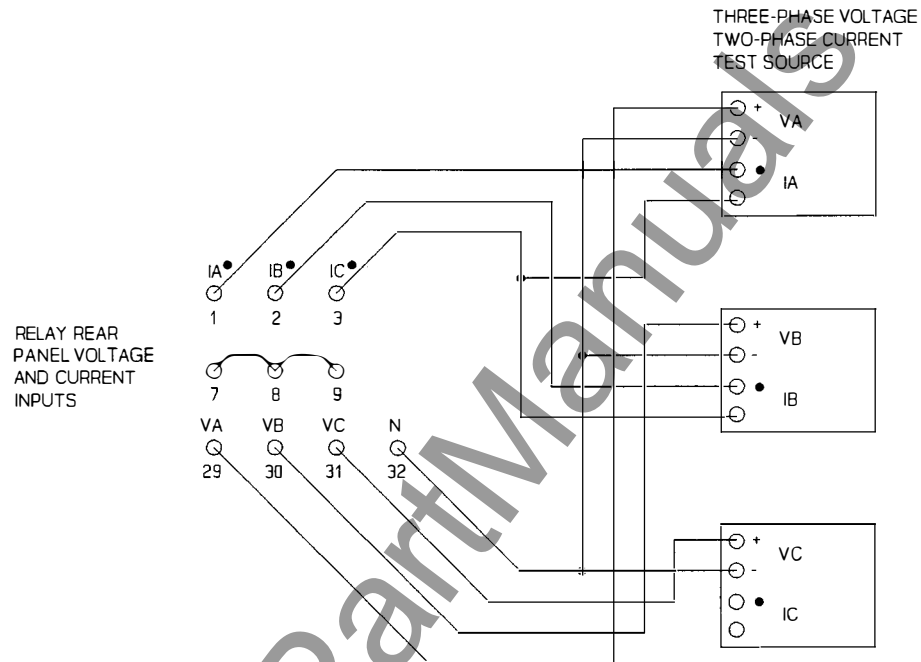 THREE-PHASE VOLTAGE
TWO-PHASE CURRENT
TEST SOURCE
+
VA
-
IA
IA IB IC
1 2 3
RELAY REAR
PANEL VOLTAGE
AND CURRENT
INPUTS
+
VB
-
IB
7 8 9
VA VB VC N
29 30 31 32
+
VC
-
IC
PartManuals